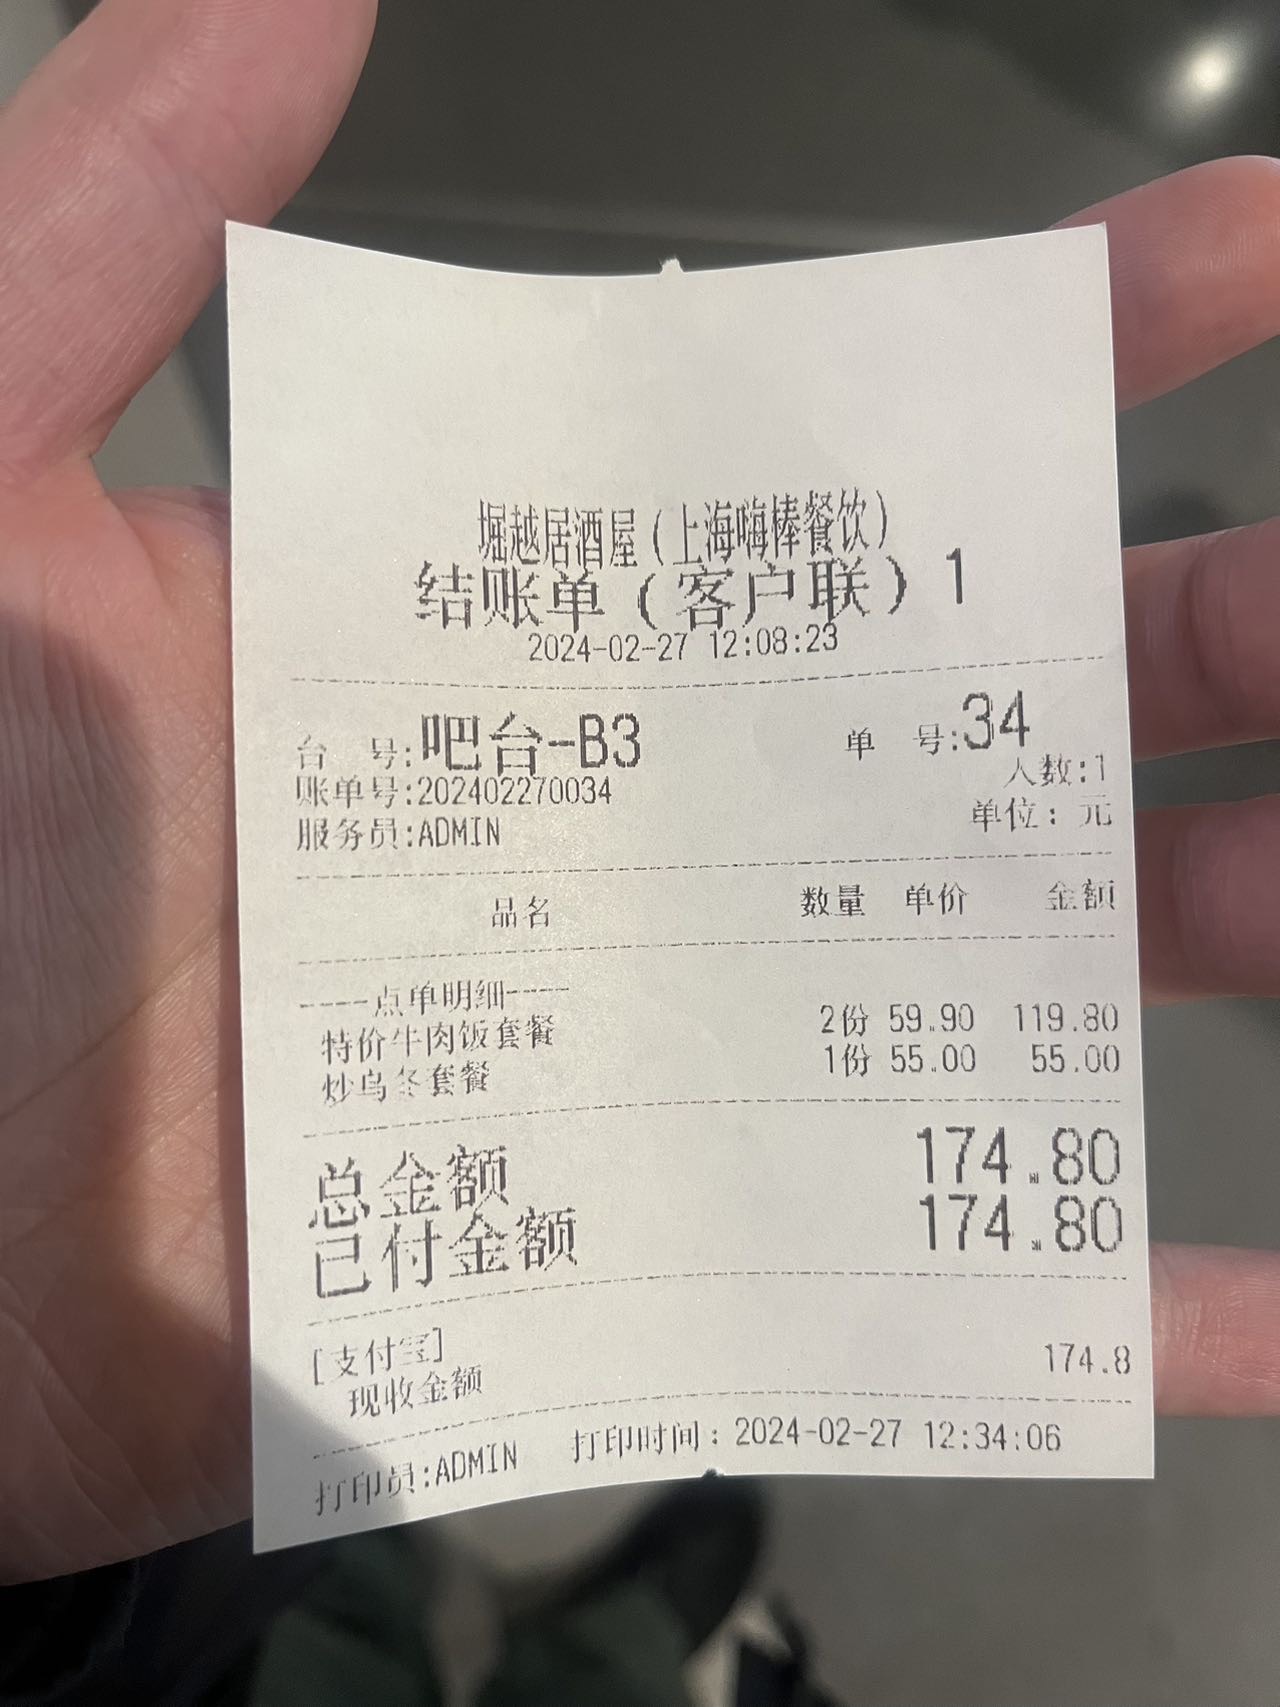 堀越居酒屋(上海嗨棒餐饮)
结账单(客户联)1
2024-02-27 12:08:23
台 号:吧台-B3 单 号:34
人数:1
账单号:202402270034
单位:元
服务员:ADMIN
品名 数量 单价 金额
----点单明细----
特价牛肉饭套餐 2份 59.90 119.80
炒乌冬套餐 1份 55.00 55.00
总金额 174.80
已付金额 174.80
[支付宝]
现收金额 174.8
打印员:ADMIN 打印时间:2024-02-27 12:34:06